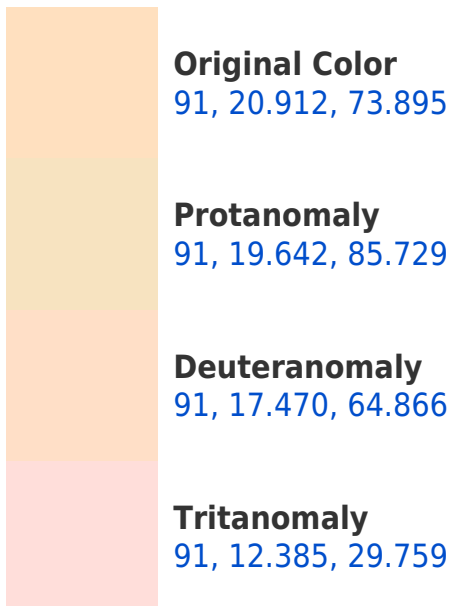 Original Color
91, 20.912, 73.895
Protanomaly
91, 19.642, 85.729
Deuteranomaly
91, 17.470, 64.866
Tritanomaly
91, 12.385, 29.759